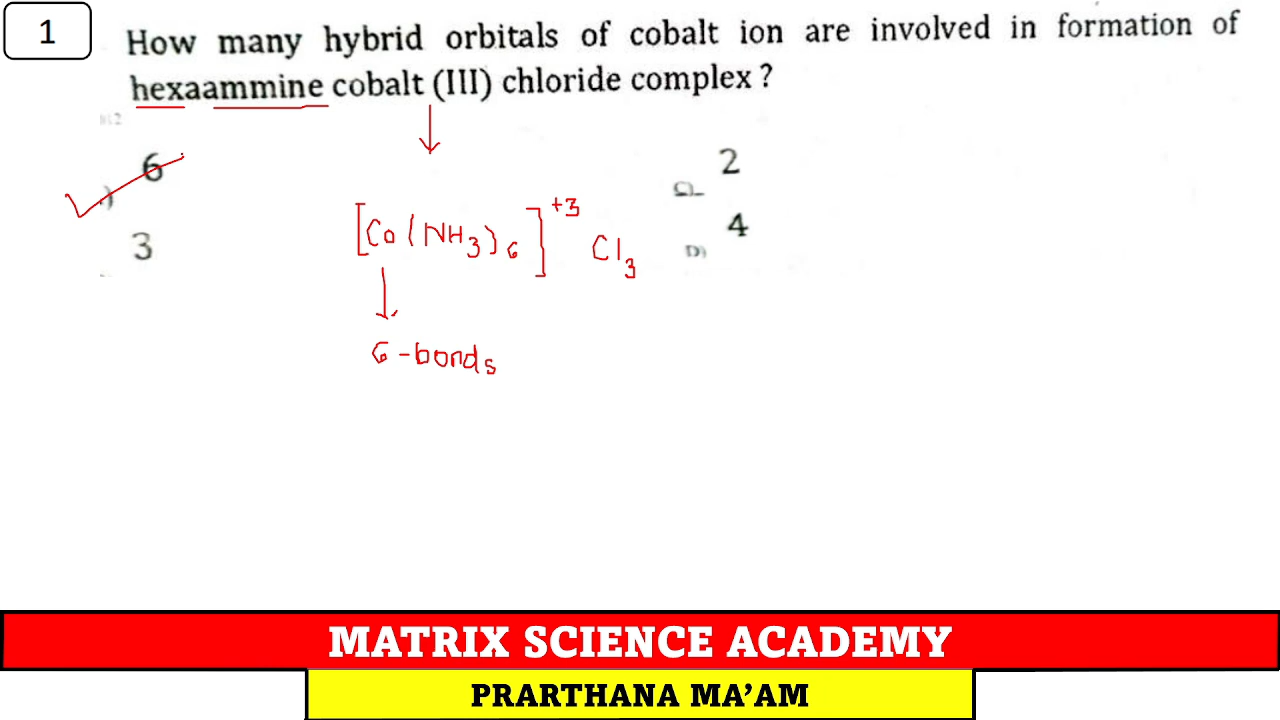 1
How many hybrid orbitals of cobalt ion are involved in formation of
hexaammine cobalt (III) chloride complex ?
6
3
2
D) 4
[Co(NH3)6]+3 Cl3
6-bonds
MATRIX SCIENCE ACADEMY
PRARTHANA MA'AM